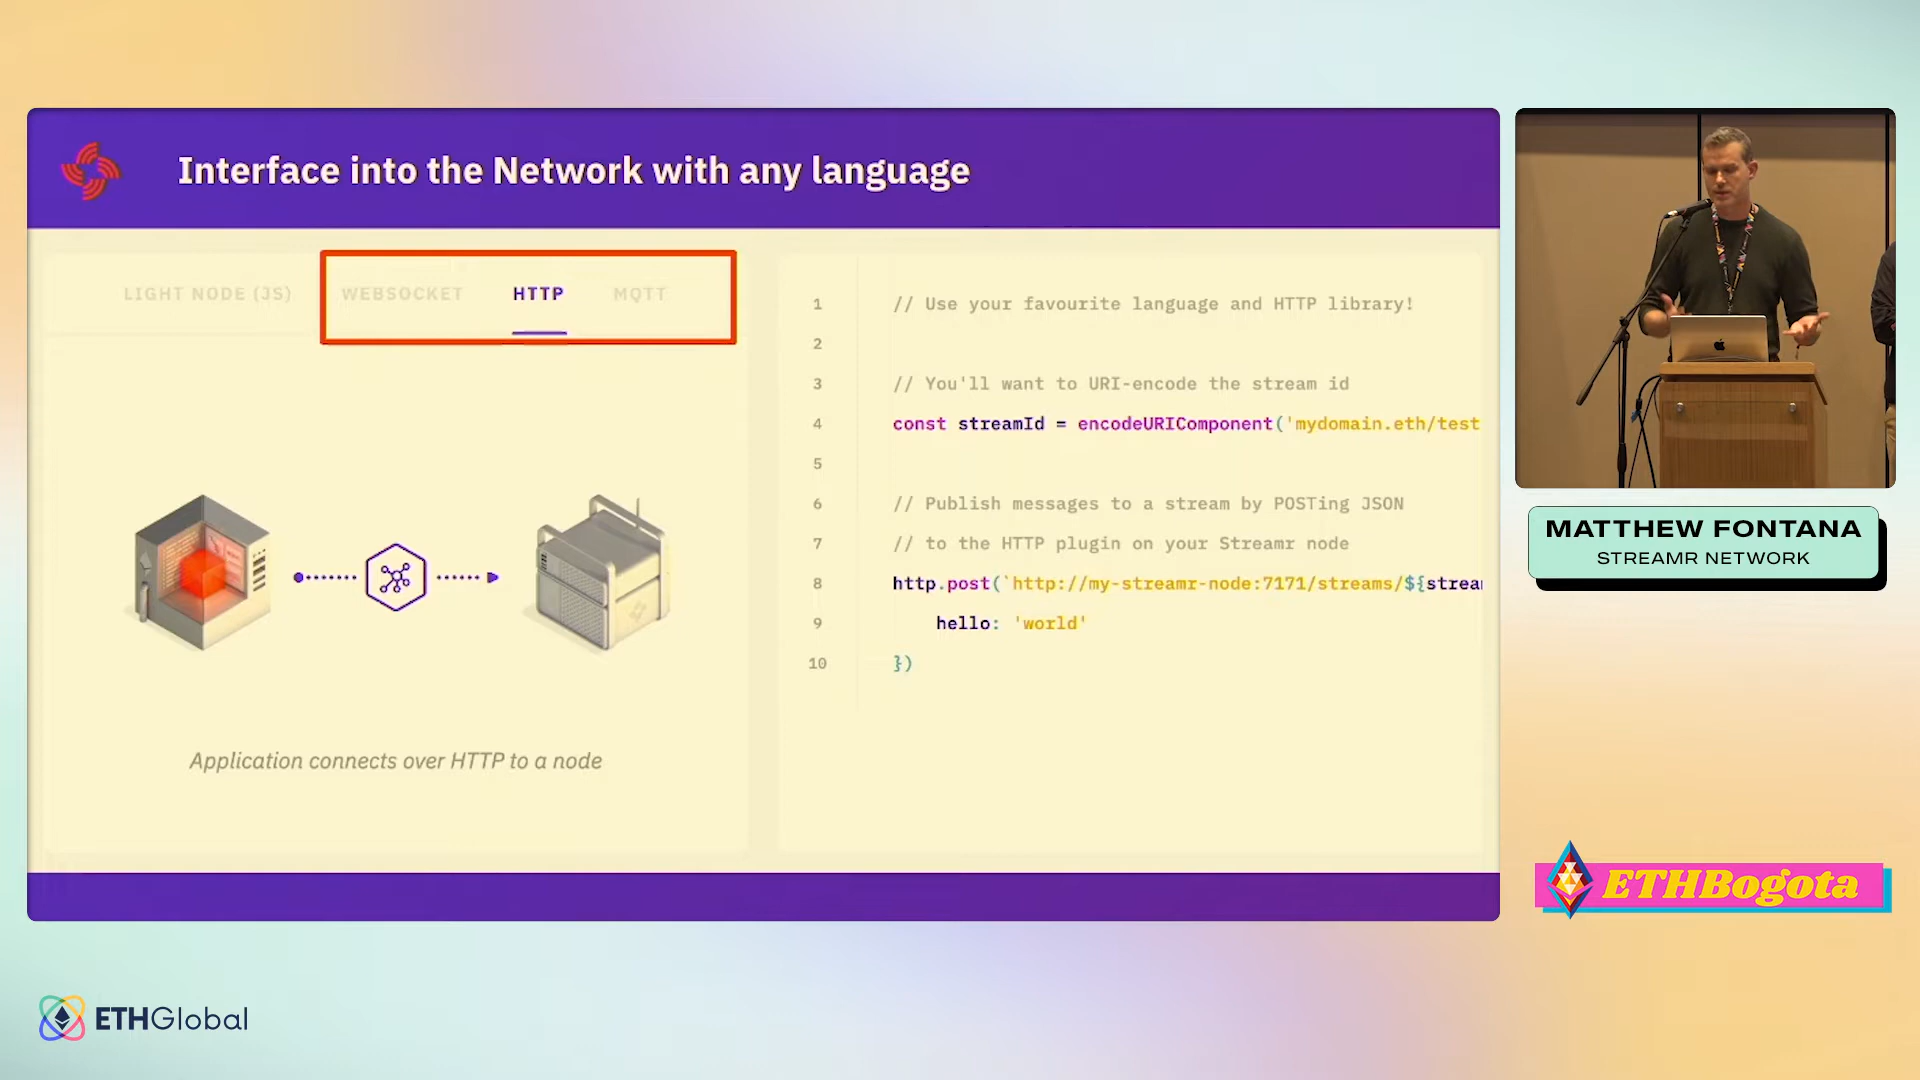 Interface into the Network with any language
LIGHT NODE (JS)
WEBSOCKET
HTTP
MQTT
Application connects over HTTP to a node
1 // Use your favourite language and HTTP library!
2
3 // You'll want to URI-encode the stream id
4 const streamId = encodeURIComponent('mydomain.eth/test
5
6 // Publish messages to a stream by POSTing JSON
7 // to the HTTP plugin on your Streamr node
8 http.post(`http://my-streamr-node:7171/streams/${strea
9 hello: 'world'
10 })
MATTHEW FONTANA
STREAMR NETWORK
ETHBogota
ETHGlobal